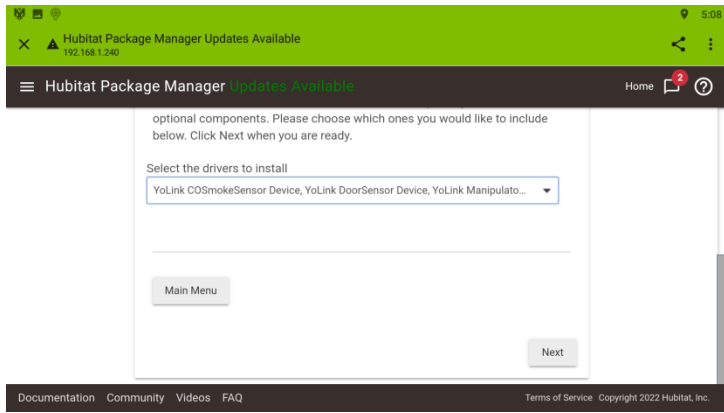 5:08
Hubitat Package Manager Updates Available
192.168.1.240
Hubitat Package Manager Updates Available
Home
2
optional components. Please choose which ones you would like to include
below. Click Next when you are ready.
Select the drivers to install
YoLink COSmokeSensor Device, YoLink DoorSensor Device, YoLink Manipulato...
Main Menu
Next
Documentation Community Videos FAQ
Terms of Service Copyright 2022 Hubitat, Inc.